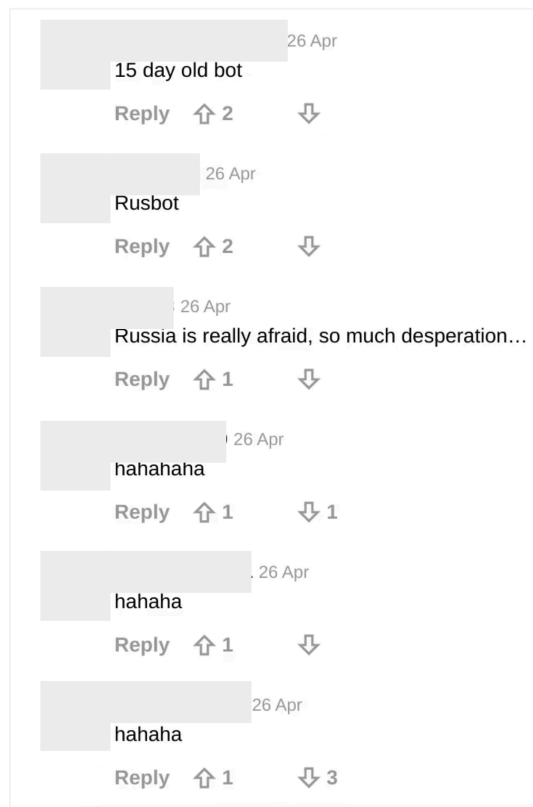 26 Apr
15 day old bot
Reply 2
26 Apr
Rusbot
Reply 2
26 Apr
Russia is really afraid, so much desperation…
Reply 1
26 Apr
hahahaha
Reply 1 1
26 Apr
hahaha
Reply 1
26 Apr
hahaha
Reply 1 3